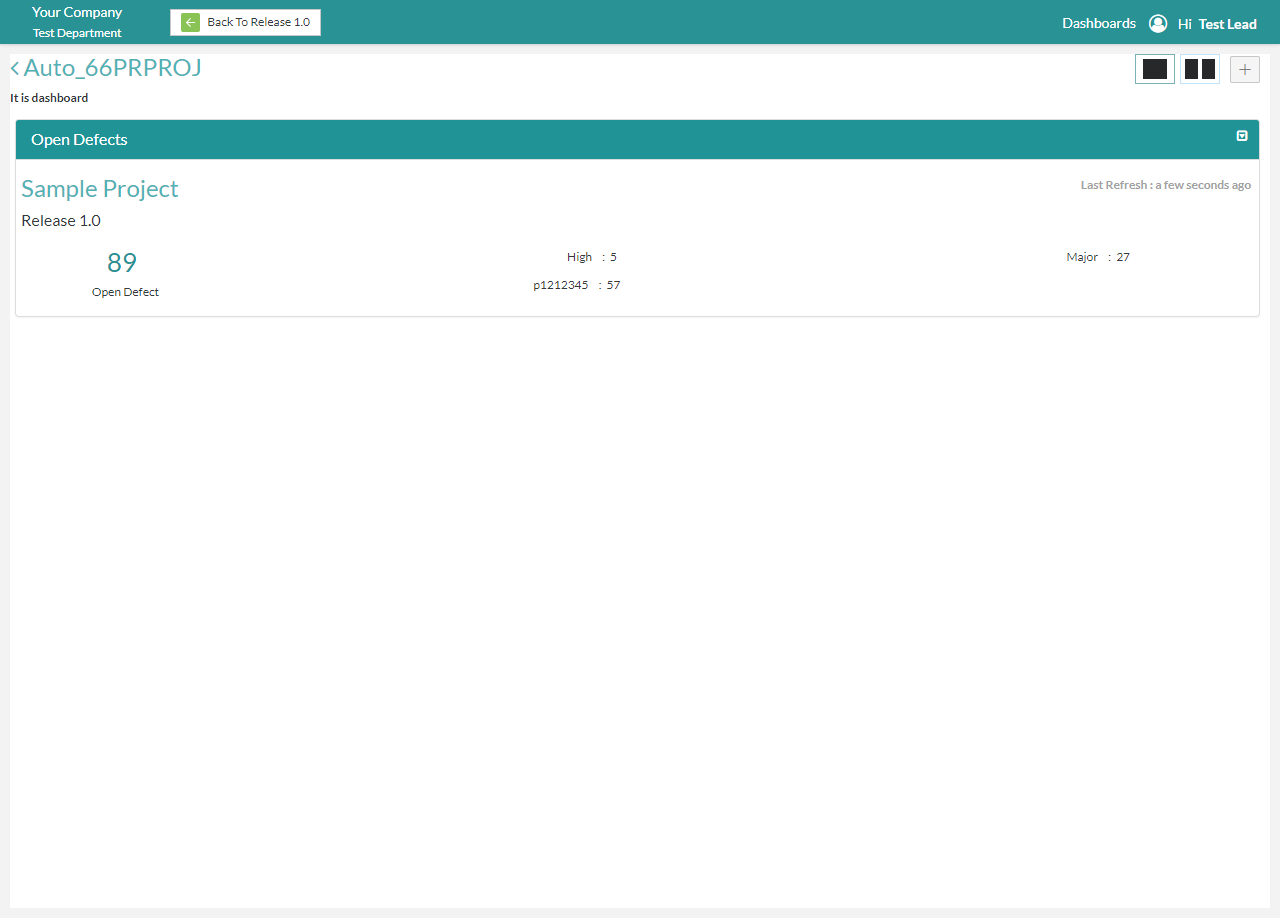 Your Company
Test Department
Back To Release 1.0
Dashboards Hi Test Lead
Auto_66PRPROJ
It is dashboard
Open Defects
Sample Project
Last Refresh : a few seconds ago
Release 1.0
89
Open Defect
High : 5
Major : 27
p1212345 : 57